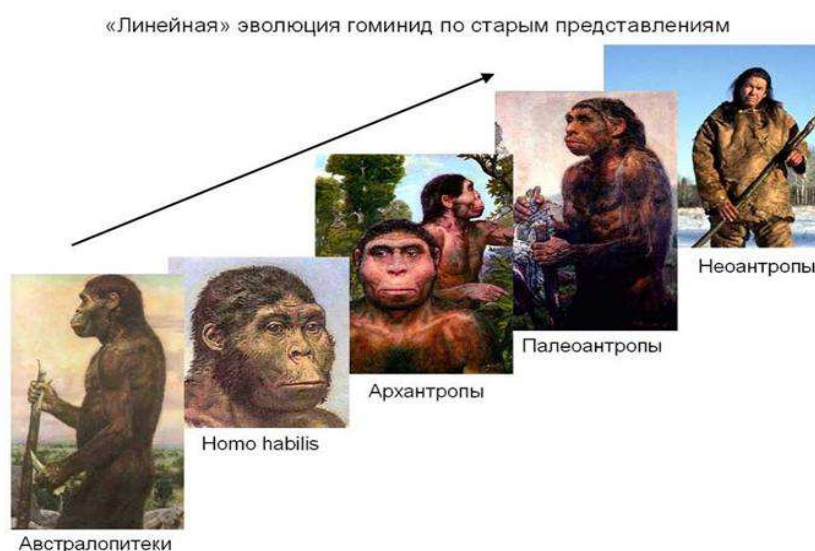 «Линейная» эволюция гоминид по старым представлениям
Неоантропы
Палеоантропы
Архантропы
Homo habilis
Австралопитеки